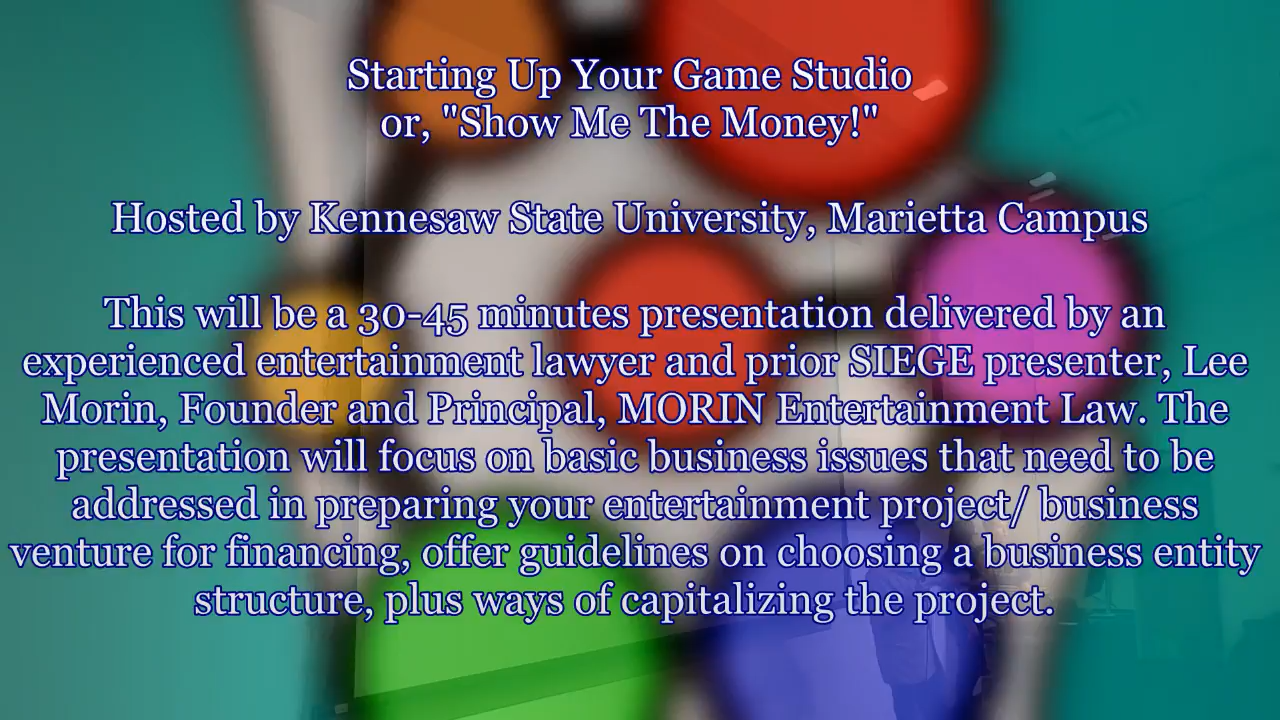 Starting Up Your Game Studio
or, "Show Me The Money!"
Hosted by Kennesaw State University, Marietta Campus
This will be a 30-45 minutes presentation delivered by an
experienced entertainment lawyer and prior SIEGE presenter, Lee
Morin, Founder and Principal, MORIN Entertainment Law. The
presentation will focus on basic business issues that need to be
addressed in preparing your entertainment project/ business
venture for financing, offer guidelines on choosing a business entity
structure, plus ways of capitalizing the project.